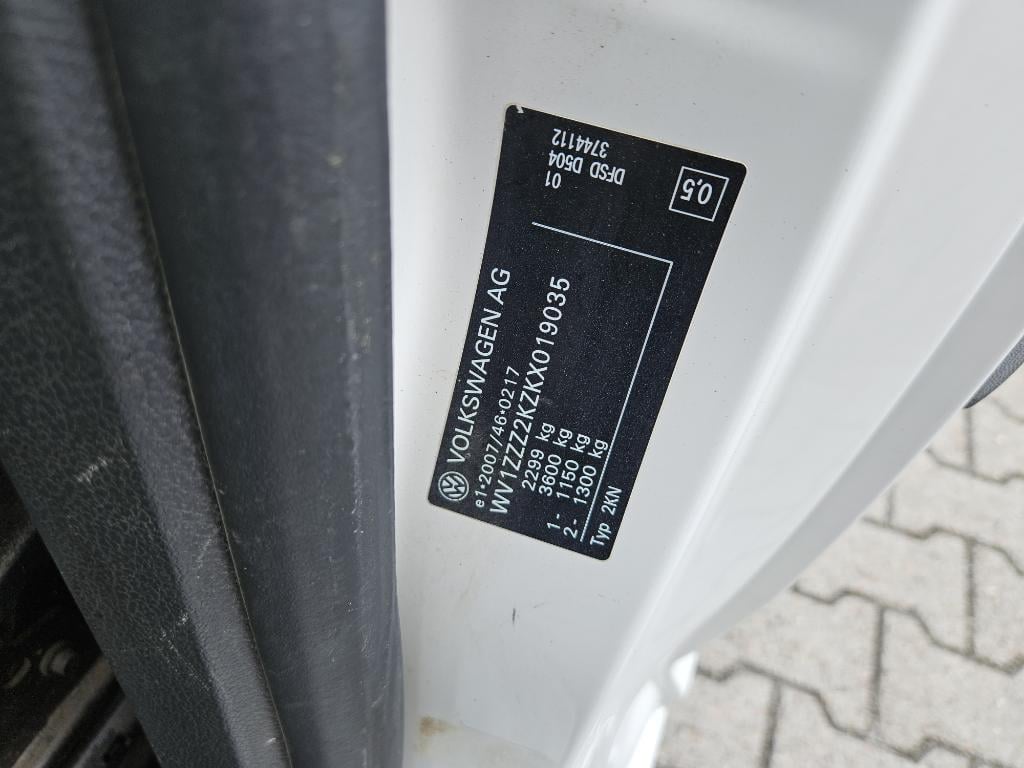 VOLKSWAGEN AG
e1*2007/46*0217
WV1ZZZ2KZKX019035
2299 kg
3600 kg
1 - 1150 kg
2 - 1300 kg
Typ 2KN
01
DFSD D504
3744112
0,5